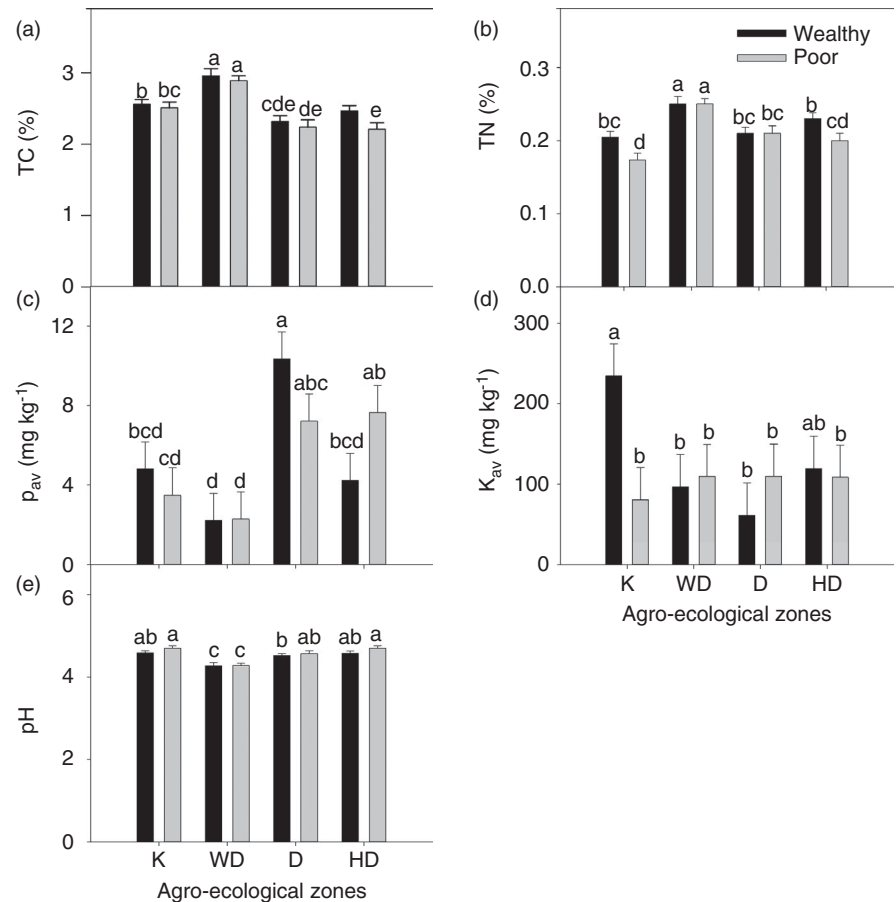 (a)
TC (%)
3
2
1
0
b bc a a cde de e
(b)
Wealthy
Poor
TN (%)
0.3
0.2
0.1
0.0
bc d a a bc bc b cd
(c)
p_av (mg kg⁻¹)
12
8
4
0
bcd cd d d a abc bcd ab
(d)
K_av (mg kg⁻¹)
300
200
100
0
a b b b b b ab b
K WD D HD
Agro-ecological zones
(e)
pH
6
4
2
0
ab a c c b ab ab a
K WD D HD
Agro-ecological zones